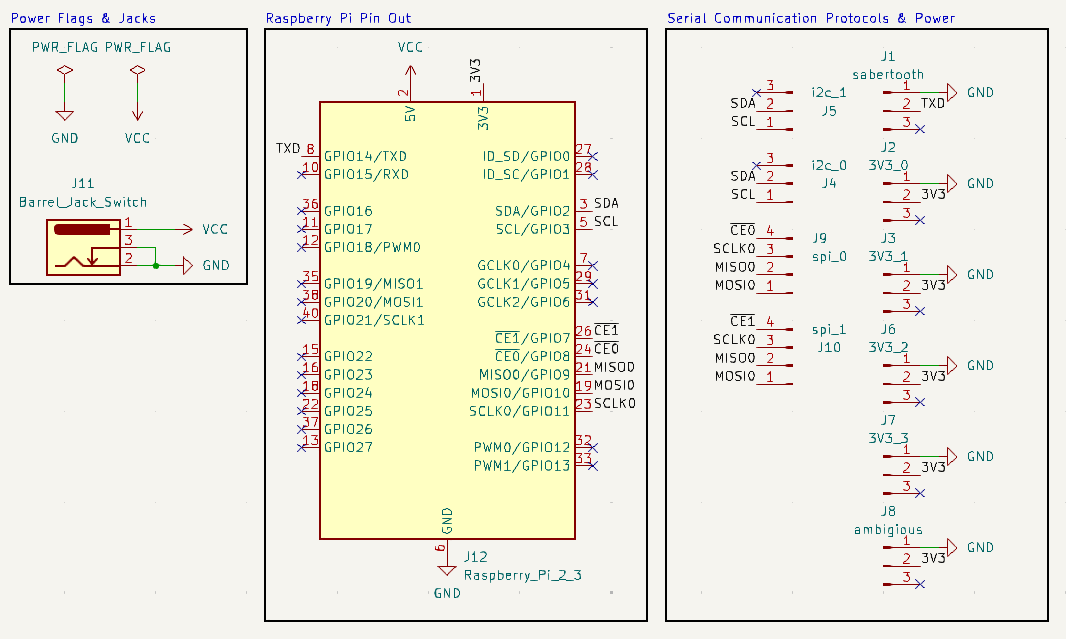 Power Flags & Jacks
PWR_FLAG PWR_FLAG
GND VCC
J11
Barrel_Jack_Switch
1 VCC
3
2 GND
Raspberry Pi Pin Out
VCC
3V3
2 1
5V 3V3
TXD 8 GPIO14/TXD ID_SD/GPIO0 27
10 GPIO15/RXD ID_SC/GPIO1 28
36 GPIO16 SDA/GPIO2 3 SDA
11 GPIO17 SCL/GPIO3 5 SCL
12 GPIO18/PWM0
GCLK0/GPIO4 7
35 GPIO19/MISO1 GCLK1/GPIO5 29
38 GPIO20/MOSI1 GCLK2/GPIO6 31
40 GPIO21/SCLK1
CE1/GPIO7 26 CE1
15 GPIO22 CE0/GPIO8 24 CE0
16 GPIO23 MISO0/GPIO9 21 MISO0
18 GPIO24 MOSI0/GPIO10 19 MOSI0
22 GPIO25 SCLK0/GPIO11 23 SCLK0
37 GPIO26
13 GPIO27 PWM0/GPIO12 32
PWM1/GPIO13 33
GND
6
J12
Raspberry_Pi_2_3
GND
Serial Communication Protocols & Power
3 i2c_1
SDA 2 J5
SCL 1
3 i2c_0
SDA 2 J4
SCL 1
CE0 4 J9
SCLK0 3 spi_0
MISO0 2
MOSI0 1
CE1 4 spi_1
SCLK0 3 J10
MISO0 2
MOSI0 1
J1
sabertooth
1 GND
2 TXD
3
J2
3V3_0
1 GND
2 3V3
3
J3
3V3_1
1 GND
2 3V3
3
J6
3V3_2
1 GND
2 3V3
3
J7
3V3_3
1 GND
2 3V3
3
J8
ambigious
1 GND
2 3V3
3